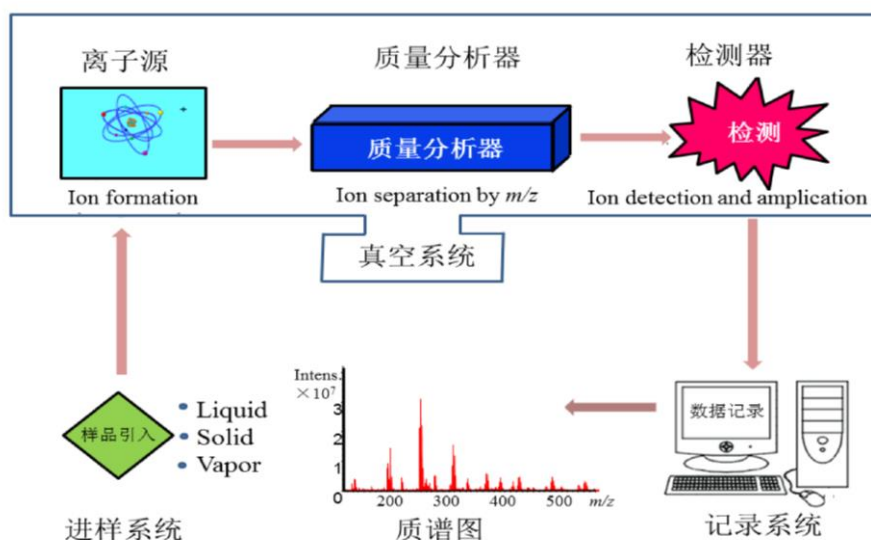 离子源
质量分析器
检测器
质量分析器
检测
Ion formation
Ion separation by m/z
Ion detection and amplication
真空系统
样品引入
• Liquid
• Solid
• Vapor
进样系统
Intens.
×10⁷
3
2
1
0
200 300 400 500 m/z
质谱图
数据记录
记录系统